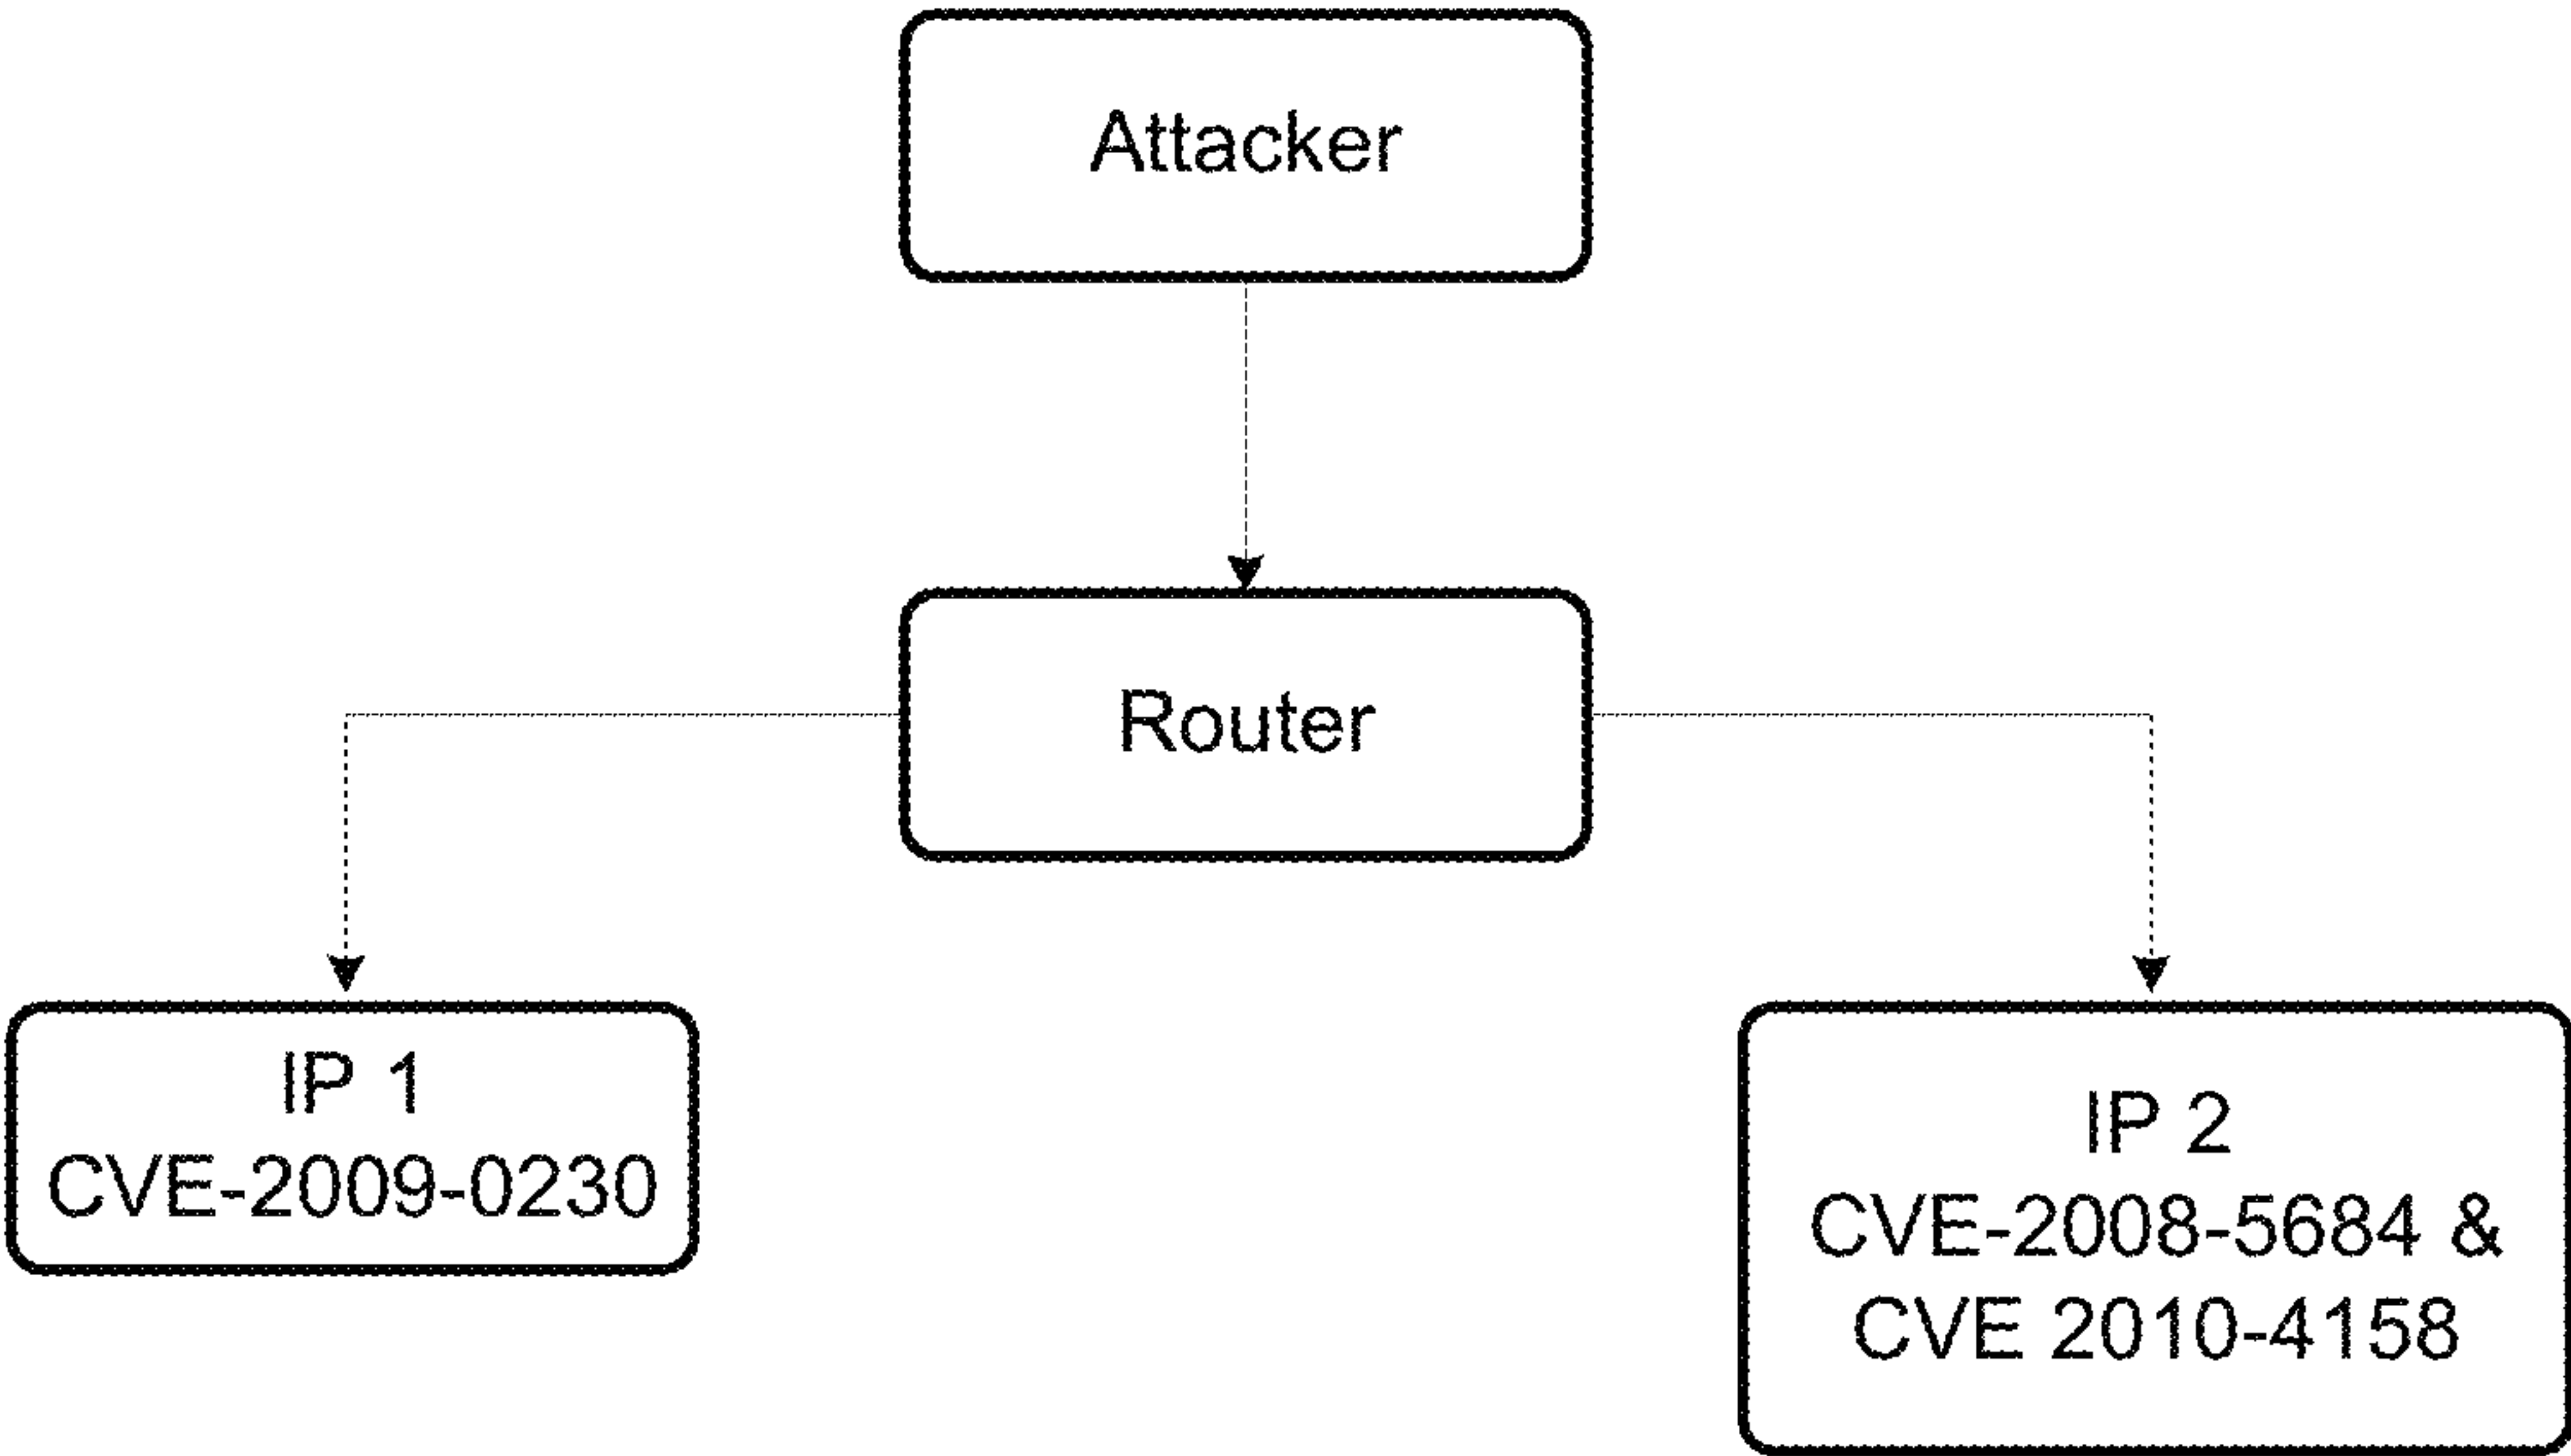 Attacker
Router
IP 1
CVE-2009-0230
IP 2
CVE-2008-5684 &
CVE 2010-4158